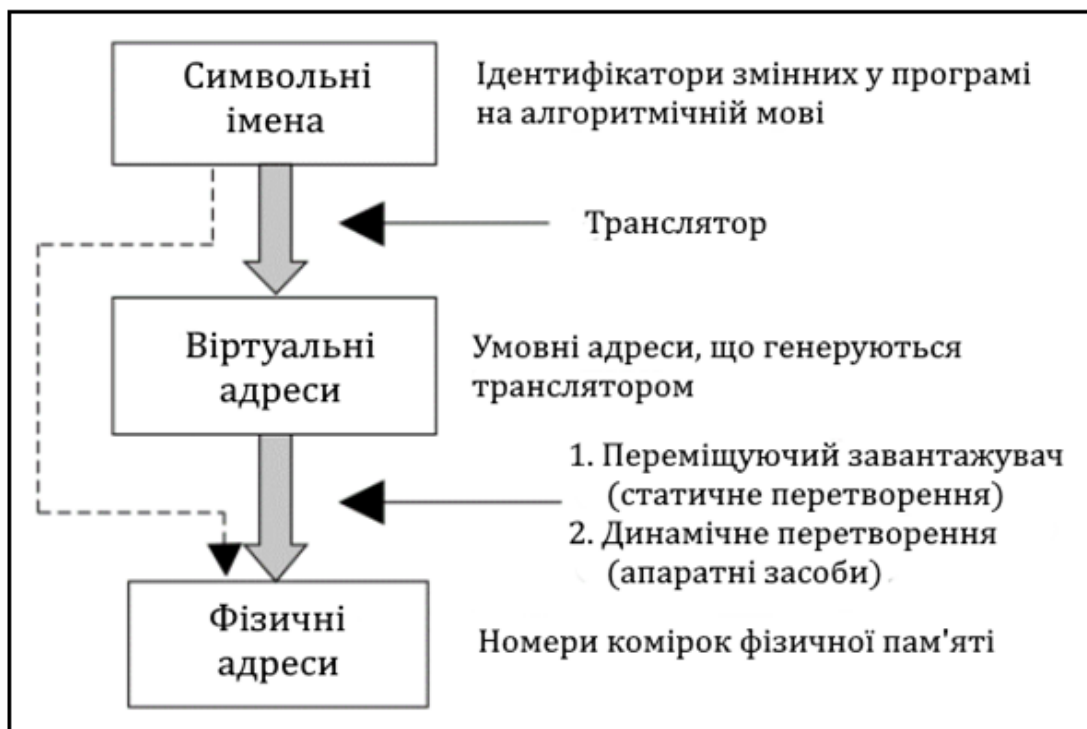 Символьні
імена
Ідентифікатори змінних у програмі
на алгоритмічній мові
Транслятор
Віртуальні
адреси
Умовні адреси, що генеруються
транслятором
1. Переміщуючий завантажувач
(статичне перетворення)
2. Динамічне перетворення
(апаратні засоби)
Фізичні
адреси
Номери комірок фізичної пам'яті